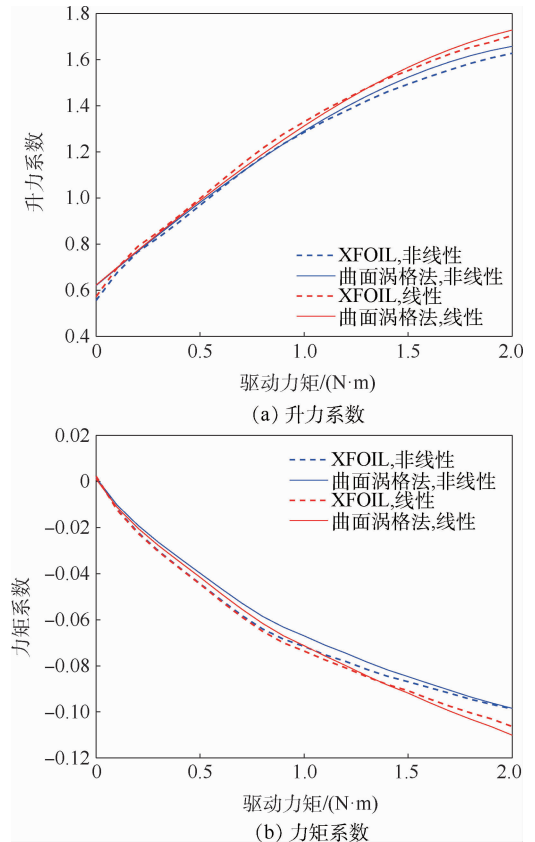 1.8
1.6
1.4
1.2
1.0
0.8
0.6
0.4
升力系数
XFOIL,非线性
曲面涡格法,非线性
XFOIL,线性
曲面涡格法,线性
0 0.5 1.0 1.5 2.0
驱动力矩/(N·m)
(a) 升力系数
0.02
0
−0.02
−0.04
−0.06
−0.08
−0.10
−0.12
力矩系数
XFOIL,非线性
曲面涡格法,非线性
XFOIL,线性
曲面涡格法,线性
0 0.5 1.0 1.5 2.0
驱动力矩/(N·m)
(b) 力矩系数